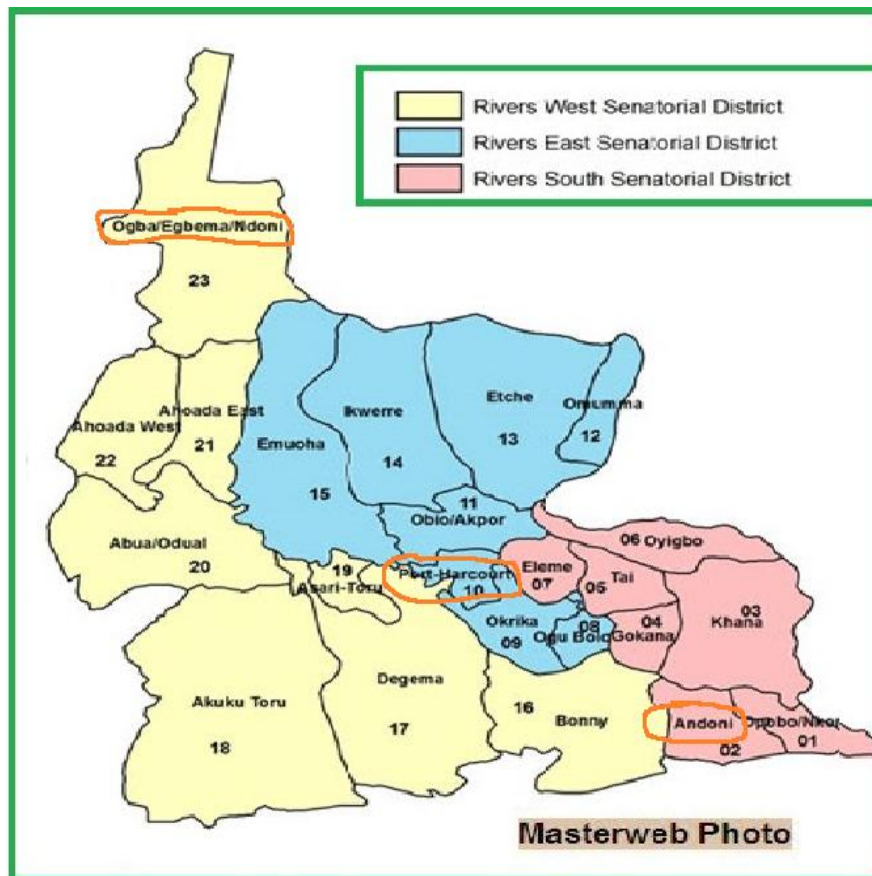 Rivers West Senatorial District
Rivers East Senatorial District
Rivers South Senatorial District
Ogba/Egbema/Ndoni
23
Ahoada West
22
Ahoada East
21
Emuoha
15
Ikwerre
14
Etche
13
Omumma
12
11
Obio/Akpor
Abua/Odual
20
19
Asari-Toru
Port-Harcourt
10
Eleme
07
06 Oyigbo
Tai
05
04
Gokana
03
Khana
Okrika
09
08
Ogu Bolo
Akuku Toru
18
Degema
17
16
Bonny
Andoni
02
01
Masterweb Photo